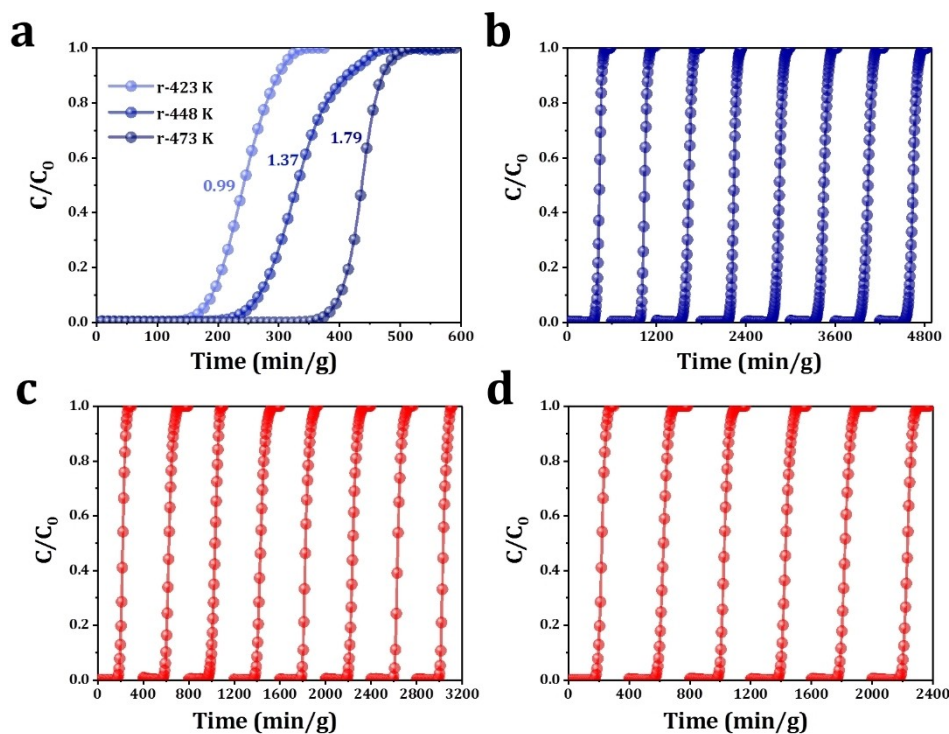 a
C/C₀
1.0
0.8
0.6
0.4
0.2
0.0
r-423 K
r-448 K
r-473 K
0.99
1.37
1.79
0 100 200 300 400 500 600
Time (min/g)
b
C/C₀
1.0
0.8
0.6
0.4
0.2
0.0
0 1200 2400 3600 4800
Time (min/g)
c
C/C₀
1.0
0.8
0.6
0.4
0.2
0.0
0 400 800 1200 1600 2000 2400 2800 3200
Time (min/g)
d
C/C₀
1.0
0.8
0.6
0.4
0.2
0.0
0 400 800 1200 1600 2000 2400
Time (min/g)